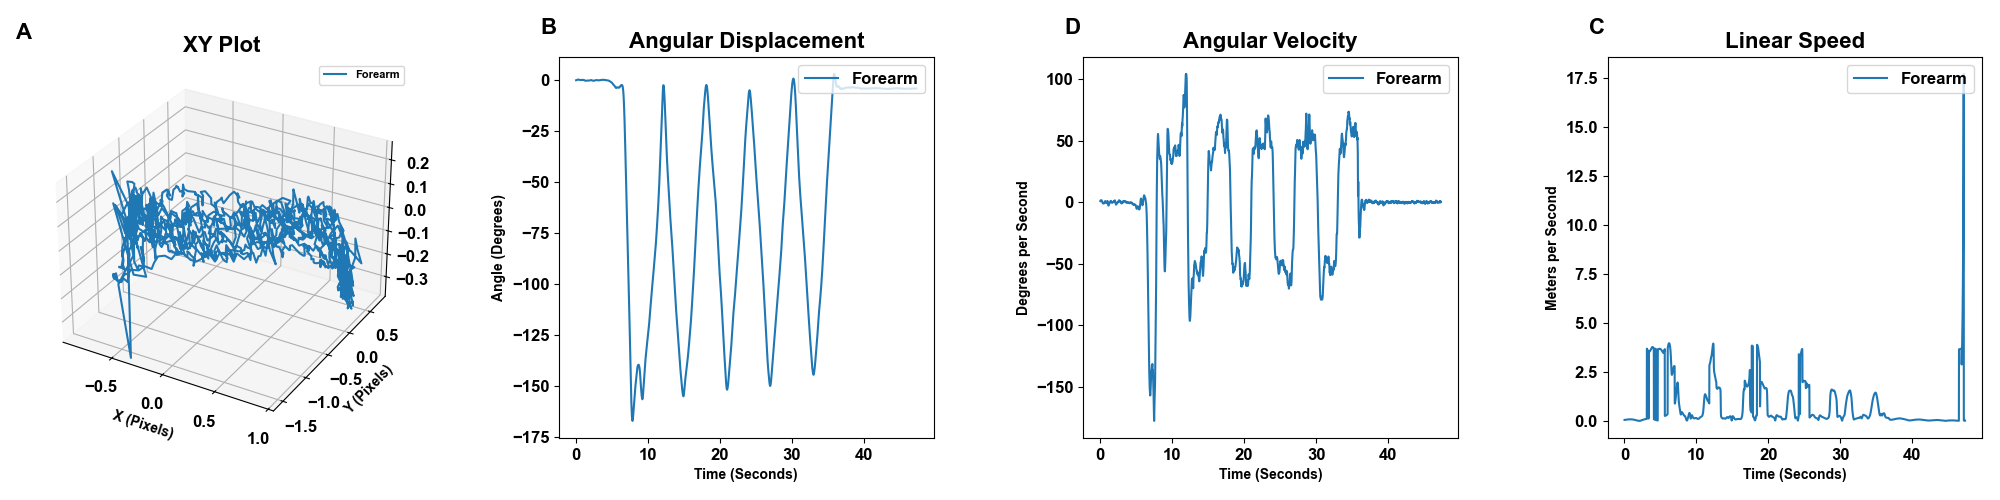 A
XY Plot
Forearm
0.2
0.1
0.0
−0.1
−0.2
−0.3
0.5
0.0
−0.5
−1.0
−1.5
Y (Pixels)
−0.5
0.0
0.5
1.0
X (Pixels)
B
Angular Displacement
Forearm
0
−25
−50
−75
−100
−125
−150
−175
Angle (Degrees)
0 10 20 30 40
Time (Seconds)
D
Angular Velocity
Forearm
100
50
0
−50
−100
−150
Degrees per Second
0 10 20 30 40
Time (Seconds)
C
Linear Speed
Forearm
17.5
15.0
12.5
10.0
7.5
5.0
2.5
0.0
Meters per Second
0 10 20 30 40
Time (Seconds)